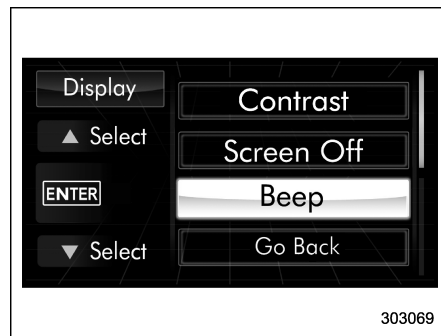 Display
▲ Select
ENTER
▼ Select
Contrast
Screen Off
Beep
Go Back
303069